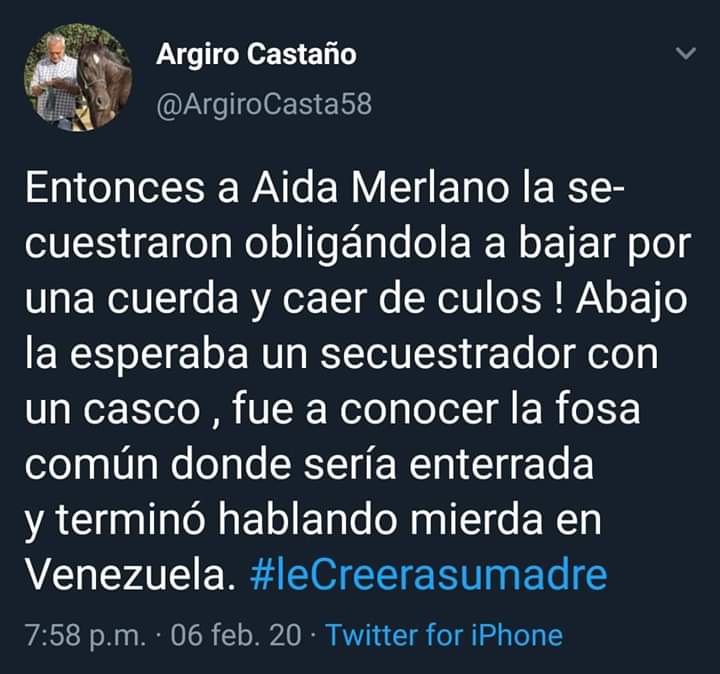 Argiro Castaño
@ArgiroCasta58
Entonces a Aida Merlano la se-
cuestraron obligándola a bajar por
una cuerda y caer de culos ! Abajo
la esperaba un secuestrador con
un casco , fue a conocer la fosa
común donde sería enterrada
y terminó hablando mierda en
Venezuela. #leCreerasumadre
7:58 p.m. · 06 feb. 20 · Twitter for iPhone